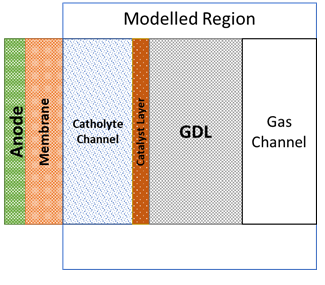 Modelled Region
Anode
Membrane
Catholyte
Channel
Catalyst Layer
GDL
Gas
Channel